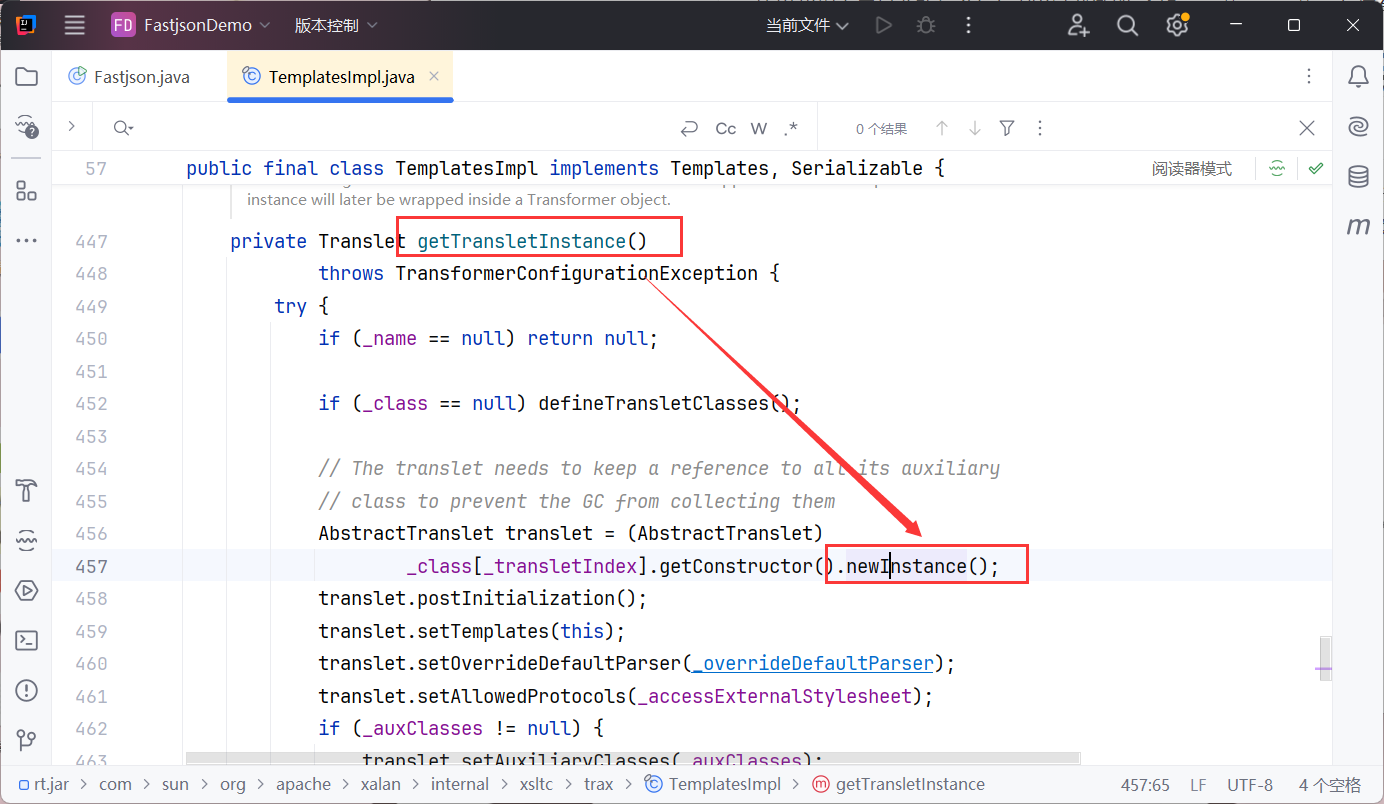 FD FastjsonDemo 版本控制 当前文件
Fastjson.java TemplatesImpl.java
Cc W .* 0 个结果
57 public final class TemplatesImpl implements Templates, Serializable { 阅读器模式
instance will later be wrapped inside a Transformer object.
447 private Translet getTransletInstance()
448 throws TransformerConfigurationException {
449 try {
450 if (_name == null) return null;
451
452 if (_class == null) defineTransletClasses();
453
454 // The translet needs to keep a reference to all its auxiliary
455 // class to prevent the GC from collecting them
456 AbstractTranslet translet = (AbstractTranslet)
457 _class[_transletIndex].getConstructor().newInstance();
458 translet.postInitialization();
459 translet.setTemplates(this);
460 translet.setOverrideDefaultParser(_overrideDefaultParser);
461 translet.setAllowedProtocols(_accessExternalStylesheet);
462 if (_auxClasses != null) {
463 translet.setAuxiliaryClasses(_auxClasses);
rt.jar com sun org apache xalan internal xsltc trax TemplatesImpl getTransletInstance 457:65 LF UTF-8 4 个空格